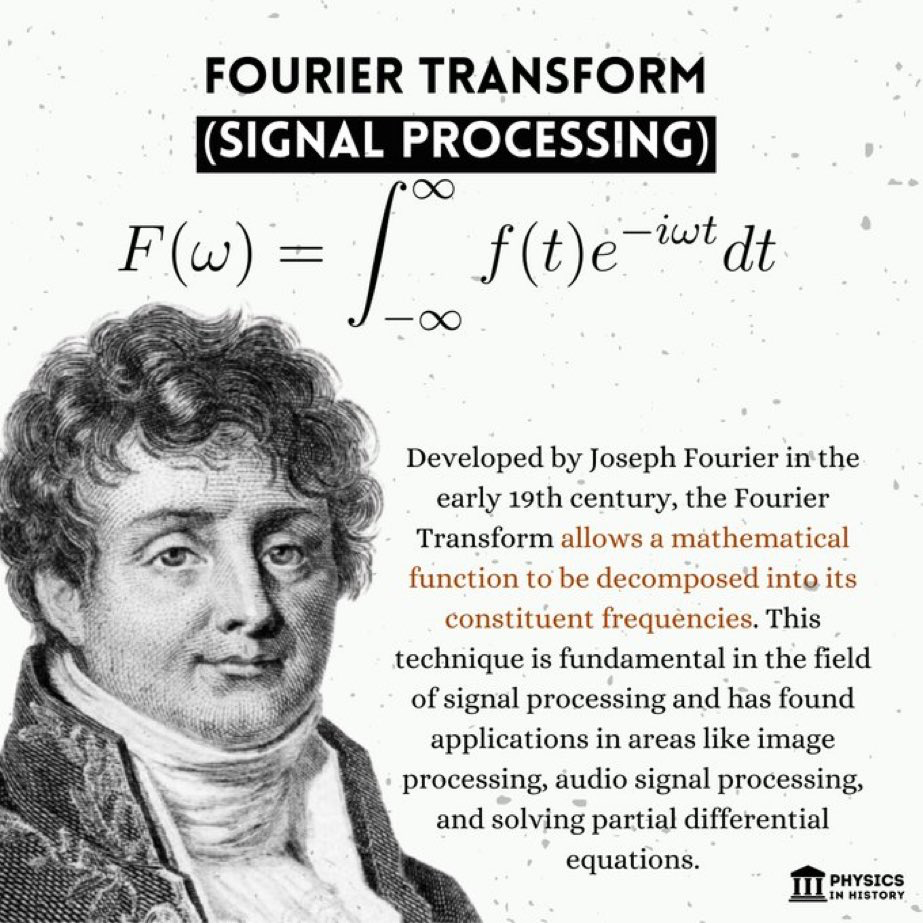 FOURIER TRANSFORM
(SIGNAL PROCESSING)
F(ω) = ∫_{-∞}^{∞} f(t)e^{-iωt} dt
Developed by Joseph Fourier in the
early 19th century, the Fourier
Transform allows a mathematical
function to be decomposed into its
constituent frequencies. This
technique is fundamental in the field
of signal processing and has found
applications in areas like image
processing, audio signal processing,
and solving partial differential
equations.
PHYSICS
IN HISTORY